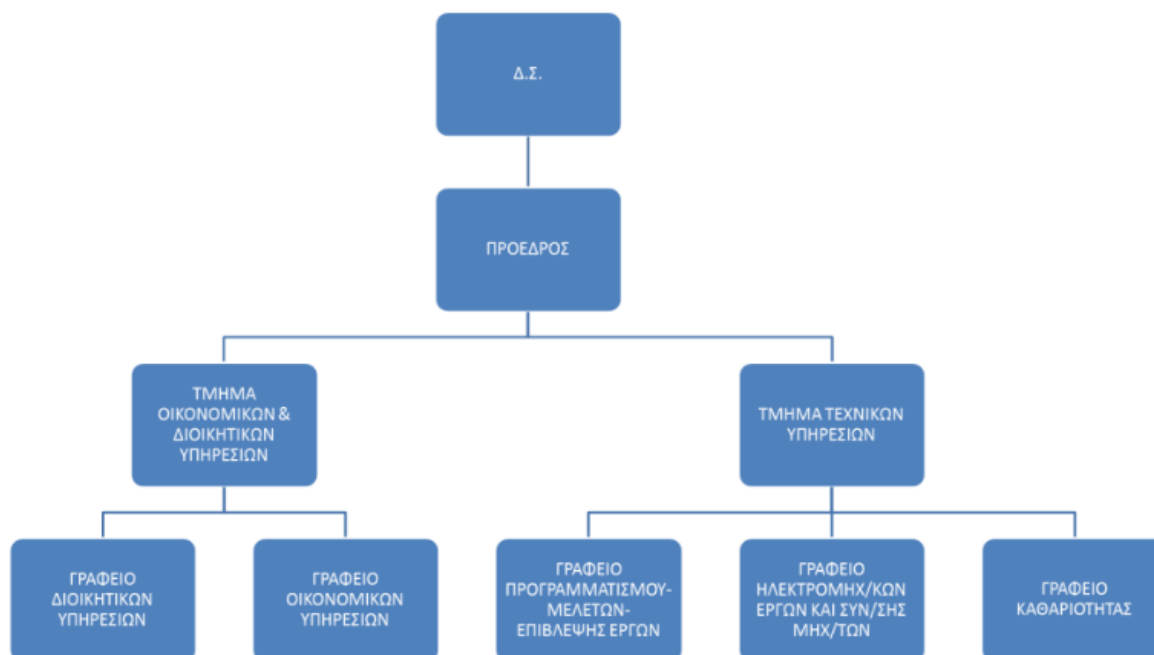 Δ.Σ.
ΠΡΟΕΔΡΟΣ
ΤΜΗΜΑ
ΟΙΚΟΝΟΜΙΚΩΝ &
ΔΙΟΙΚΗΤΙΚΩΝ
ΥΠΗΡΕΣΙΩΝ
ΤΜΗΜΑ ΤΕΧΝΙΚΩΝ
ΥΠΗΡΕΣΙΩΝ
ΓΡΑΦΕΙΟ
ΔΙΟΙΚΗΤΙΚΩΝ
ΥΠΗΡΕΣΙΩΝ
ΓΡΑΦΕΙΟ
ΟΙΚΟΝΟΜΙΚΩΝ
ΥΠΗΡΕΣΙΩΝ
ΓΡΑΦΕΙΟ
ΠΡΟΓΡΑΜΜΑΤΙΣΜΟΥ-
ΜΕΛΕΤΩΝ-
ΕΠΙΒΛΕΨΗΣ ΕΡΓΩΝ
ΓΡΑΦΕΙΟ
ΗΛΕΚΤΡΟΜΗΧ/ΚΩΝ
ΕΡΓΩΝ ΚΑΙ ΣΥΝ/ΣΗΣ
ΜΗΧ/ΤΩΝ
ΓΡΑΦΕΙΟ
ΚΑΘΑΡΙΟΤΗΤΑΣ